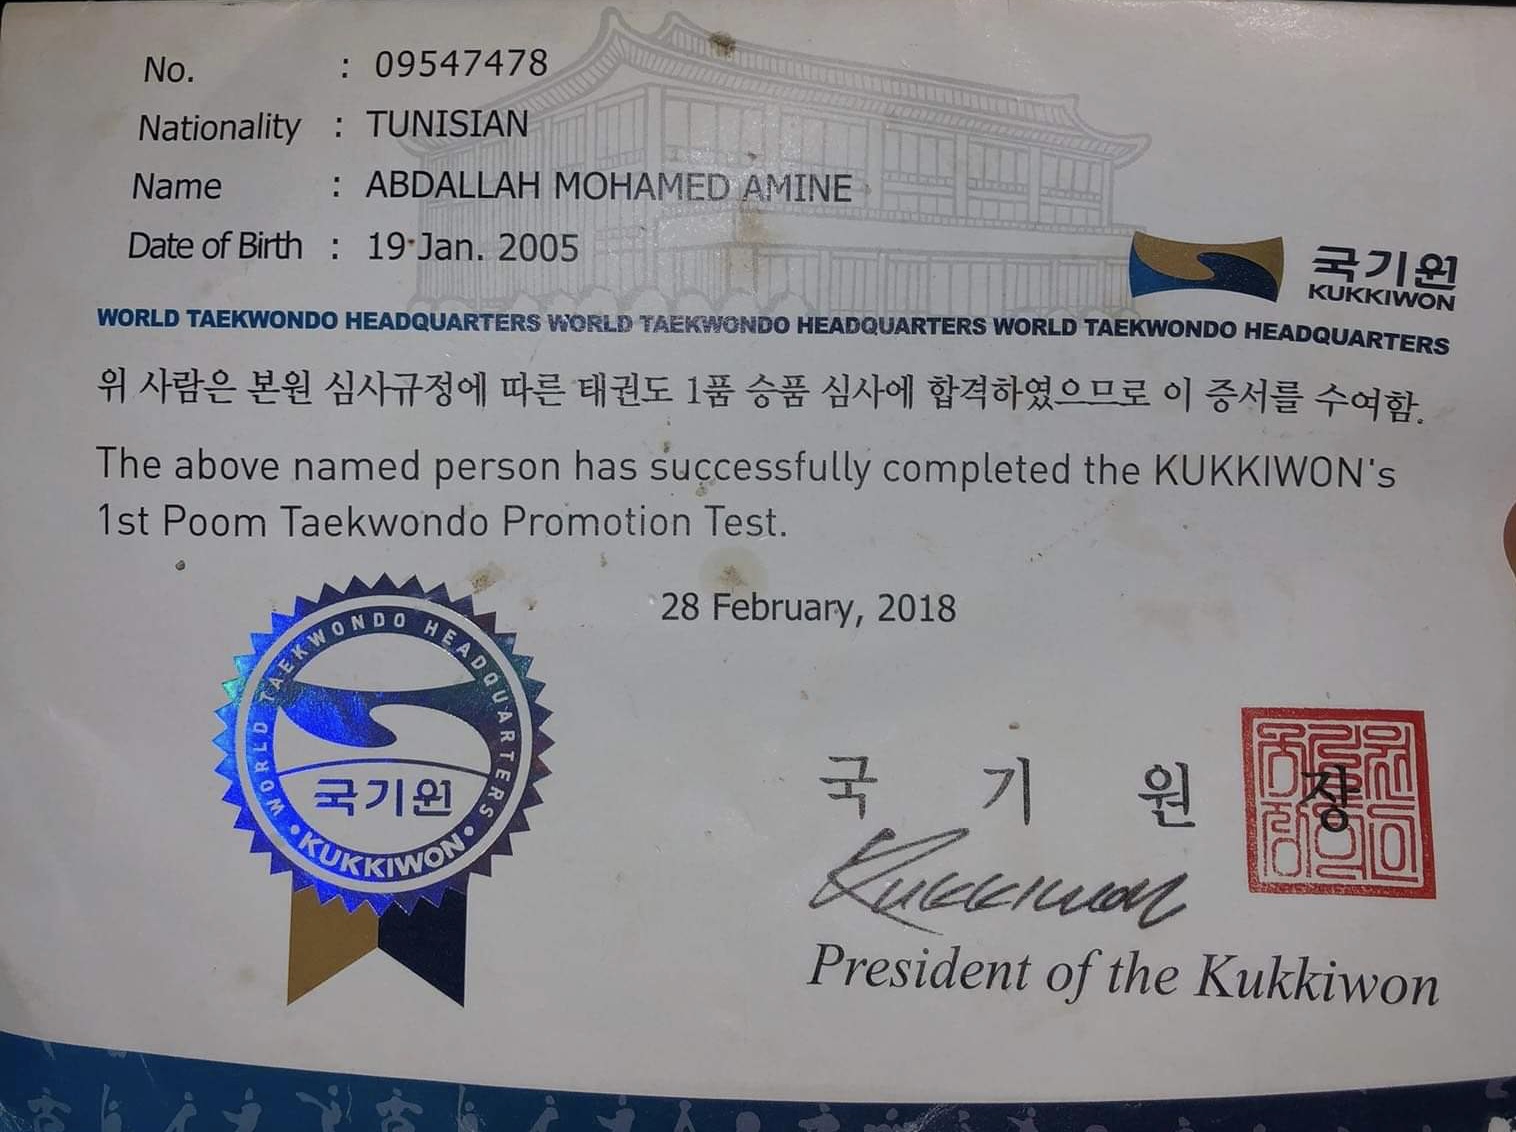 No. : 09547478
Nationality : TUNISIAN
Name : ABDALLAH MOHAMED AMINE
Date of Birth : 19 Jan. 2005
국기원
KUKKIWON
WORLD TAEKWONDO HEADQUARTERS WORLD TAEKWONDO HEADQUARTERS WORLD TAEKWONDO HEADQUARTERS
위 사람은 본원 심사규정에 따른 태권도 1품 승품 심사에 합격하였으므로 이 증서를 수여함.
The above named person has successfully completed the KUKKIWON's
1st Poom Taekwondo Promotion Test.
28 February, 2018
WORLD TAEKWONDO HEADQUARTERS
국기원
• KUKKIWON •
국 기 원 장
Kukkiwon
President of the Kukkiwon